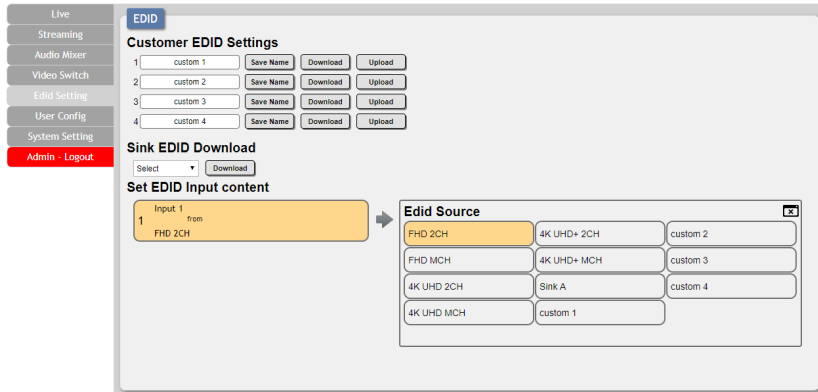 Live
Streaming
Audio Mixer
Video Switch
Edid Setting
User Config
System Setting
Admin - Logout
EDID
Customer EDID Settings
1 custom 1 Save Name Download Upload
2 custom 2 Save Name Download Upload
3 custom 3 Save Name Download Upload
4 custom 4 Save Name Download Upload
Sink EDID Download
Select Download
Set EDID Input content
Input 1
1 from
FHD 2CH
Edid Source
FHD 2CH 4K UHD+ 2CH custom 2
FHD MCH 4K UHD+ MCH custom 3
4K UHD 2CH Sink A custom 4
4K UHD MCH custom 1